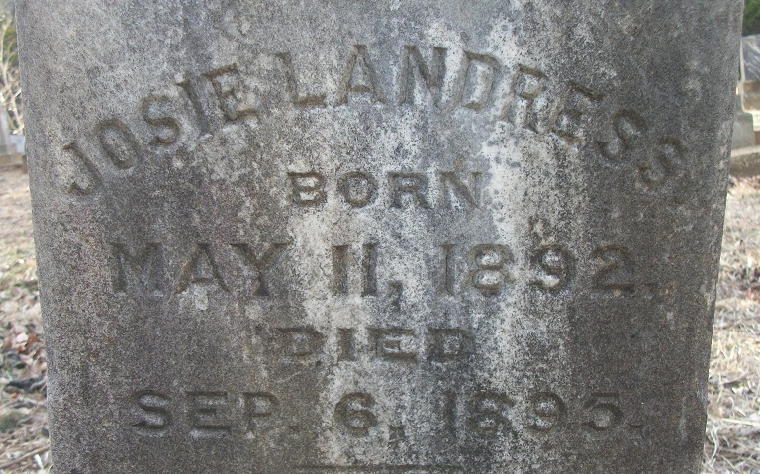 JOSIE LANDRESS.
BORN
MAY 11, 1892.
DIED
SEP. 6, 1895.